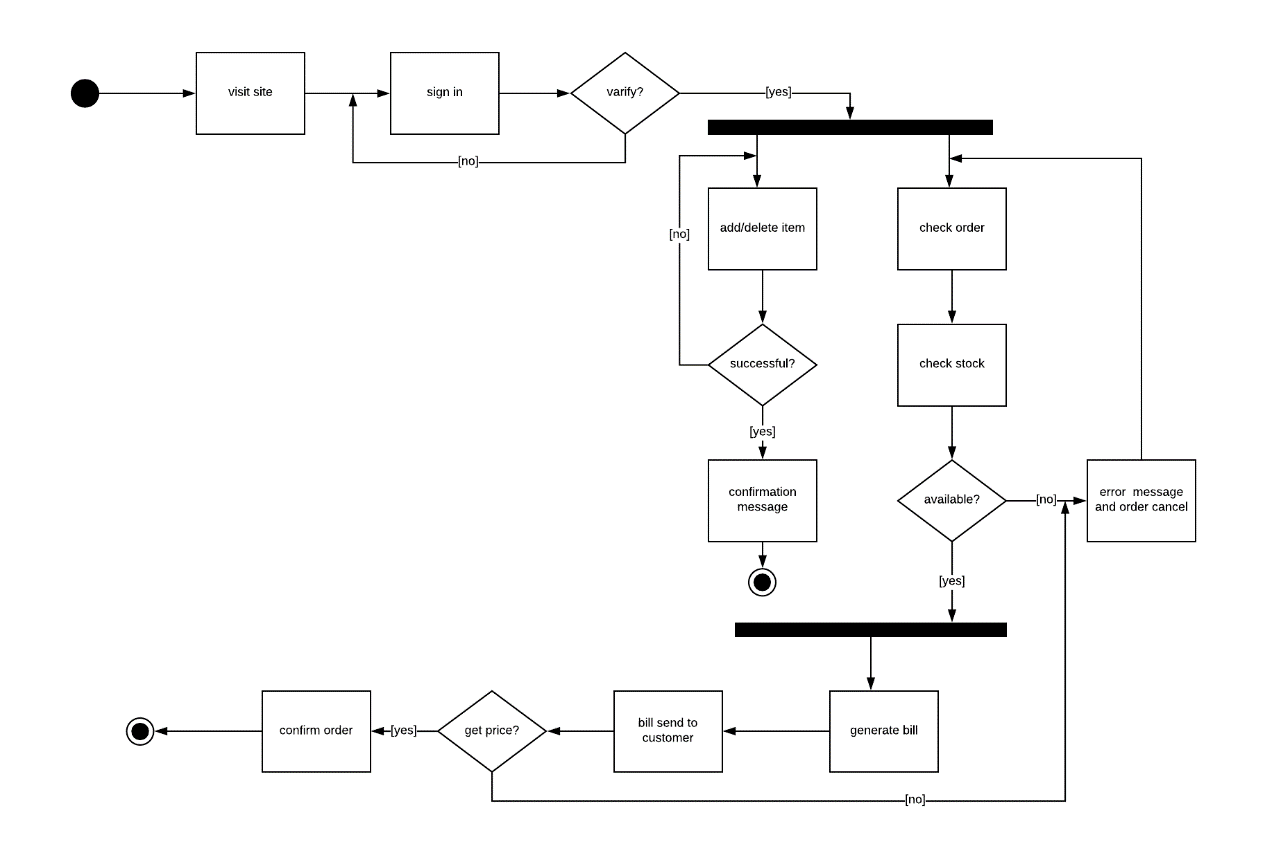 visit site
sign in
varify?
[yes]
[no]
add/delete item
check order
[no]
successful?
check stock
[yes]
confirmation
message
available?
[no]
error  message
and order cancel
[yes]
confirm order
[yes]
get price?
bill send to
customer
generate bill
[no]